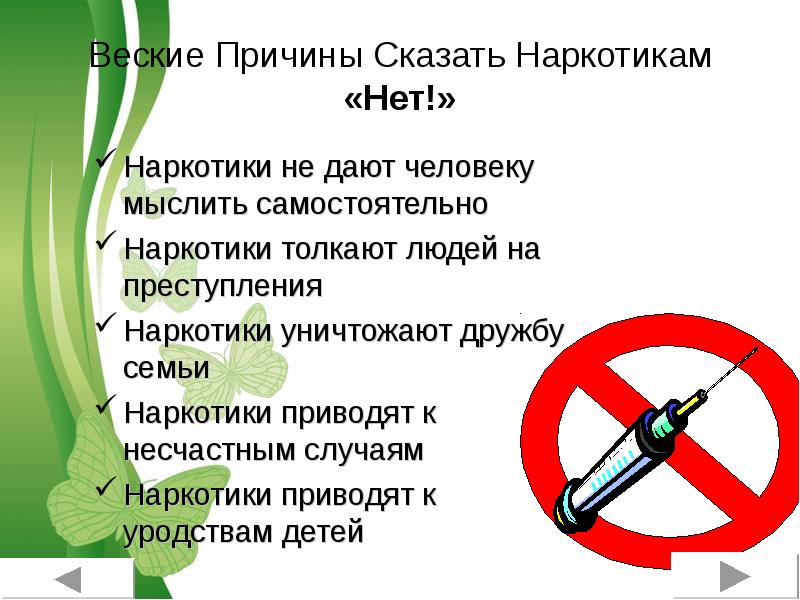 Веские Причины Сказать Наркотикам
«Нет!»
Наркотики не дают человеку
мыслить самостоятельно
Наркотики толкают людей на
преступления
Наркотики уничтожают дружбу
семьи
Наркотики приводят к
несчастным случаям
Наркотики приводят к
уродствам детей